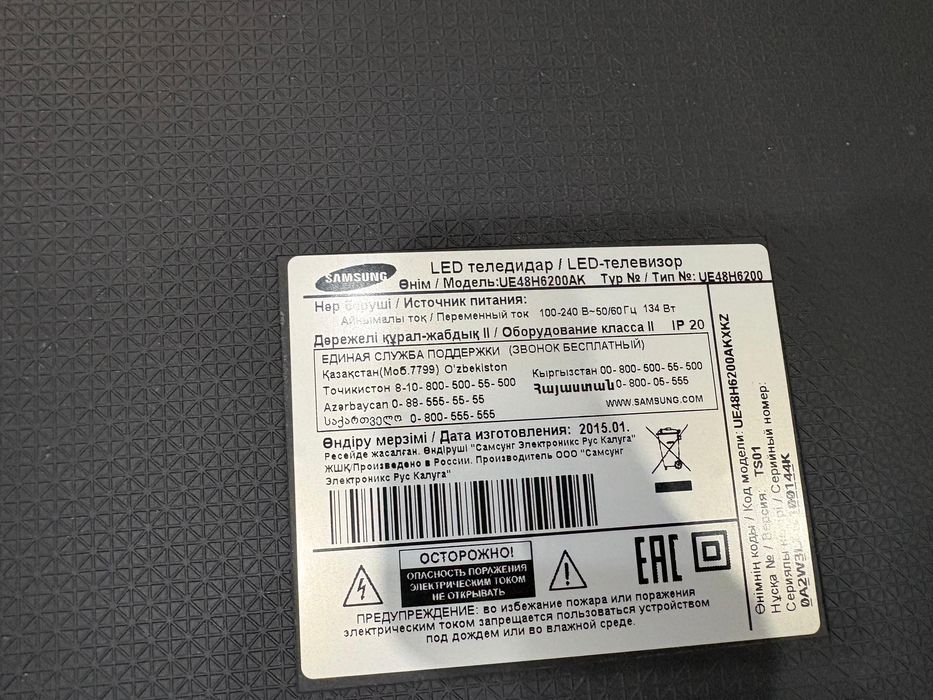 SAMSUNG
LED теледидар / LED-телевизор
Өнім / Модель:UE48H6200AK Тур № / Тип №: UE48H6200
Нәр беруші / Источник питания:
Айнымалы тоқ / Переменный ток 100-240 В~50/60Гц 134 Вт
Дәрежелі құрал-жабдық II / Оборудование класса II IP 20
ЕДИНАЯ СЛУЖБА ПОДДЕРЖКИ (ЗВОНОК БЕСПЛАТНЫЙ)
Қазақстан(Моб.7799) O'zbekiston
Кыргызстан 00-800-500-55-500
Тоҷикистон 8-10-800-500-55-500
Հայաստան 0-800-05-555
Azərbaycan 0-88-555-55-55
WWW.SAMSUNG.COM
საქართველო 0-800-555-555
Өндіру мерзімі / Дата изготовления: 2015.01.
Ресейде жасалған. Өндіруші "Самсунг Электроникс Рус Калуга"
ЖШҚ/Произведено в России. Производитель ООО "Самсунг
Электроникс Рус Калуга"
ОСТОРОЖНО!
ОПАСНОСТЬ ПОРАЖЕНИЯ
ЭЛЕКТРИЧЕСКИМ ТОКОМ
НЕ ОТКРЫВАТЬ
EAC
ПРЕДУПРЕЖДЕНИЕ: во избежание пожара или поражения
электрическим током запрещается пользоваться устройством
под дождем или во влажной среде.
Өнімнің коды / Код модели: UE48H6200AKXKZ
Нұсқа № / Версия: TS01
Сериялы / Серийный номер: